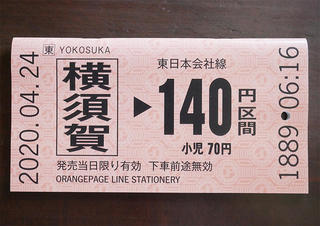 2020.04.24
東 YOKOSUKA
横須賀
東日本会社線
▶140円区間
小児 70円
発売当日限り有効 下車前途無効
ORANGEPAGE LINE STATIONERY
1889 06:16